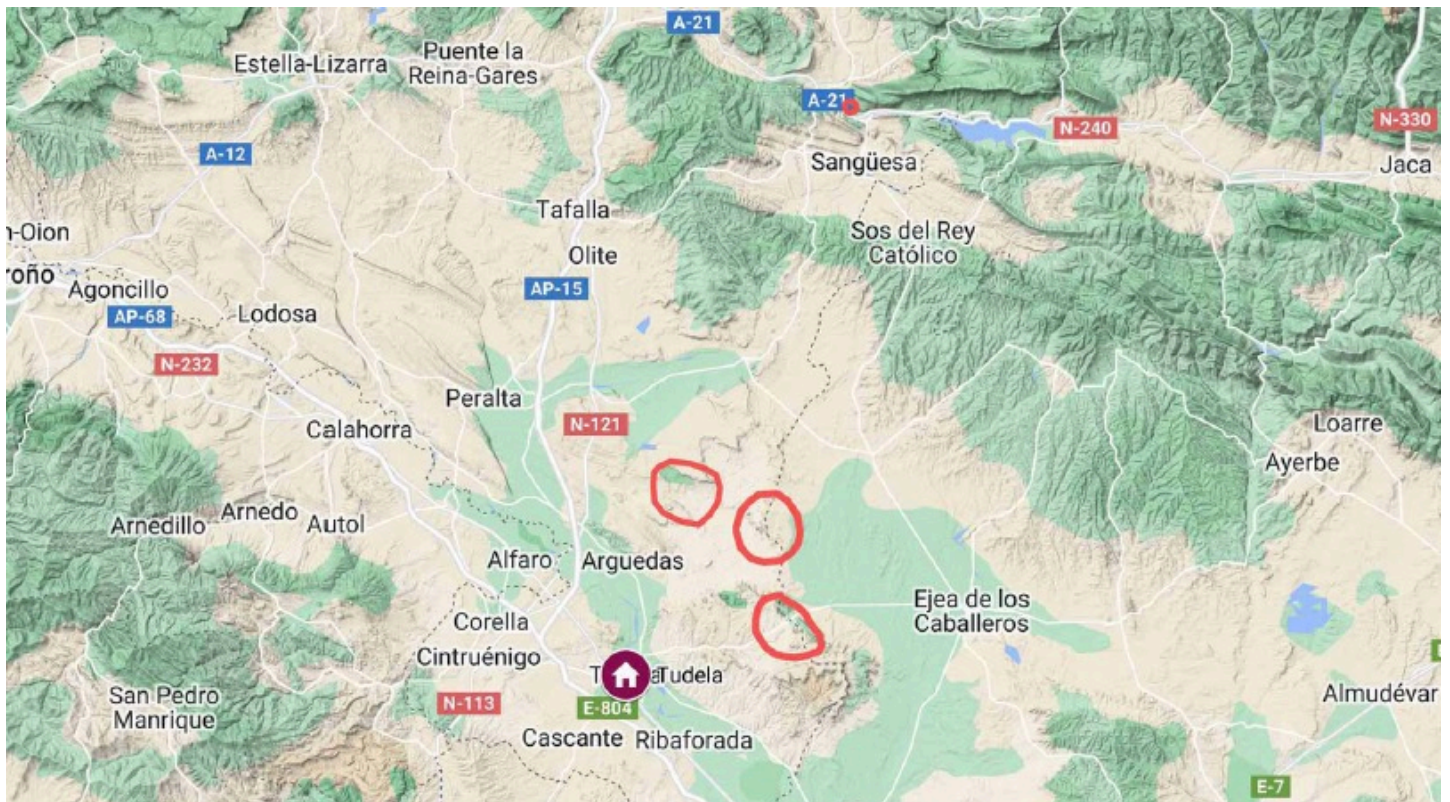 A-21
Puente la
Reina-Gares
Estella-Lizarra
A-21
N-240
N-330
A-12
Sangüesa
Jaca
Tafalla
n-Oion
Sos del Rey
Católico
Olite
roño
Agoncillo
AP-15
AP-68
Lodosa
N-232
Peralta
N-121
Calahorra
Loarre
Ayerbe
Arnedillo
Arnedo
Autol
Alfaro
Arguedas
Ejea de los
Caballeros
Corella
Cintruénigo
Tudela
San Pedro
Manrique
N-113
E-804
Almudévar
Cascante
Ribaforada
E-7